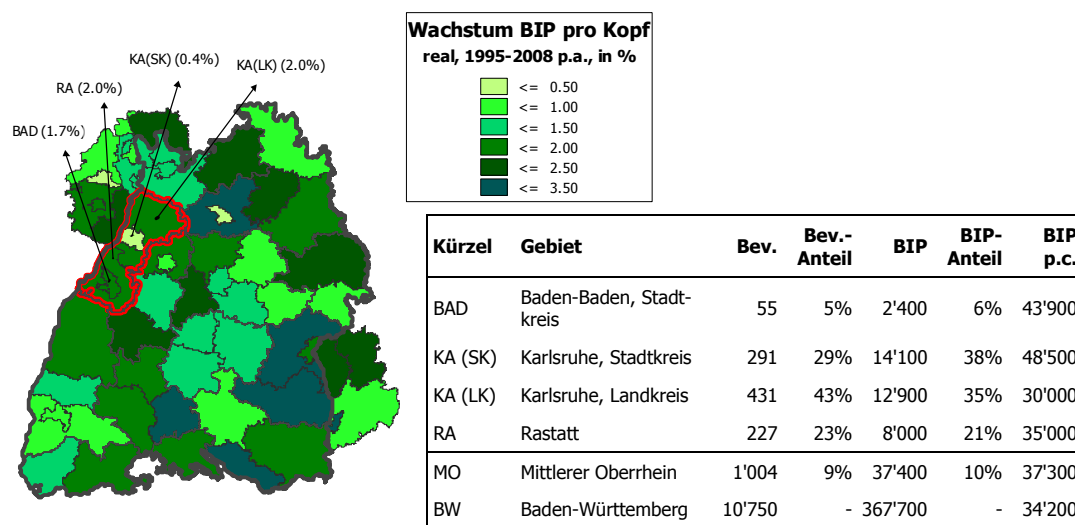 Wachstum BIP pro Kopf
real, 1995-2008 p.a., in %
<= 0.50
<= 1.00
<= 1.50
<= 2.00
<= 2.50
<= 3.50
KA(SK) (0.4%)
KA(LK) (2.0%)
RA (2.0%)
BAD (1.7%)
Kürzel Gebiet Bev. Bev.-Anteil BIP BIP-Anteil BIP p.c.
BAD Baden-Baden, Stadt-
kreis 55 5% 2'400 6% 43'900
KA (SK) Karlsruhe, Stadtkreis 291 29% 14'100 38% 48'500
KA (LK) Karlsruhe, Landkreis 431 43% 12'900 35% 30'000
RA Rastatt 227 23% 8'000 21% 35'000
MO Mittlerer Oberrhein 1'004 9% 37'400 10% 37'300
BW Baden-Württemberg 10'750 - 367'700 - 34'200